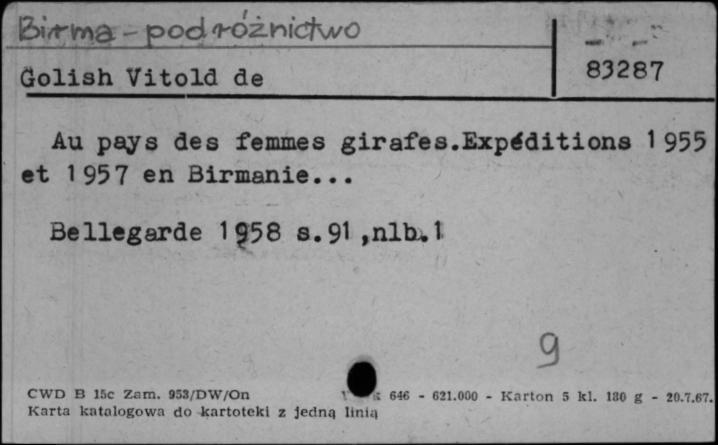 Birma - podróżnictwo
83287
Golish Vitold de
Au pays des femmes girafes.Expéditions 1955
et 1957 en Birmanie...
Bellegarde 1958 s.91 ,nlb.1
9
CWD B 15c Zam. 953/DW/On 646 - 621.000 - Karton 5 kl. 180 g - 20.7.67.
Karta katalogowa do kartoteki z jedną linią